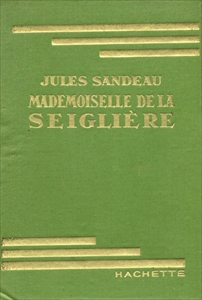 JULES SANDEAU
MADEMOISELLE DE LA
SEIGLIÈRE
HACHETTE